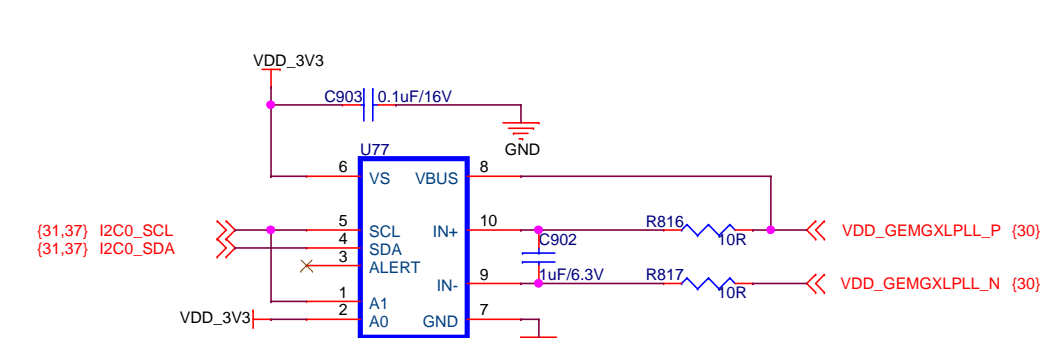 VDD_3V3
C903 0.1uF/16V
GND
U77
6 VS VBUS 8
{31,37} I2C0_SCL 5 SCL IN+ 10 R816 10R VDD_GEMGXLPLL_P {30}
{31,37} I2C0_SDA 4 SDA C902
3 ALERT
1uF/6.3V
IN- 9 R817 10R VDD_GEMGXLPLL_N {30}
1 A1
VDD_3V3 2 A0 GND 7